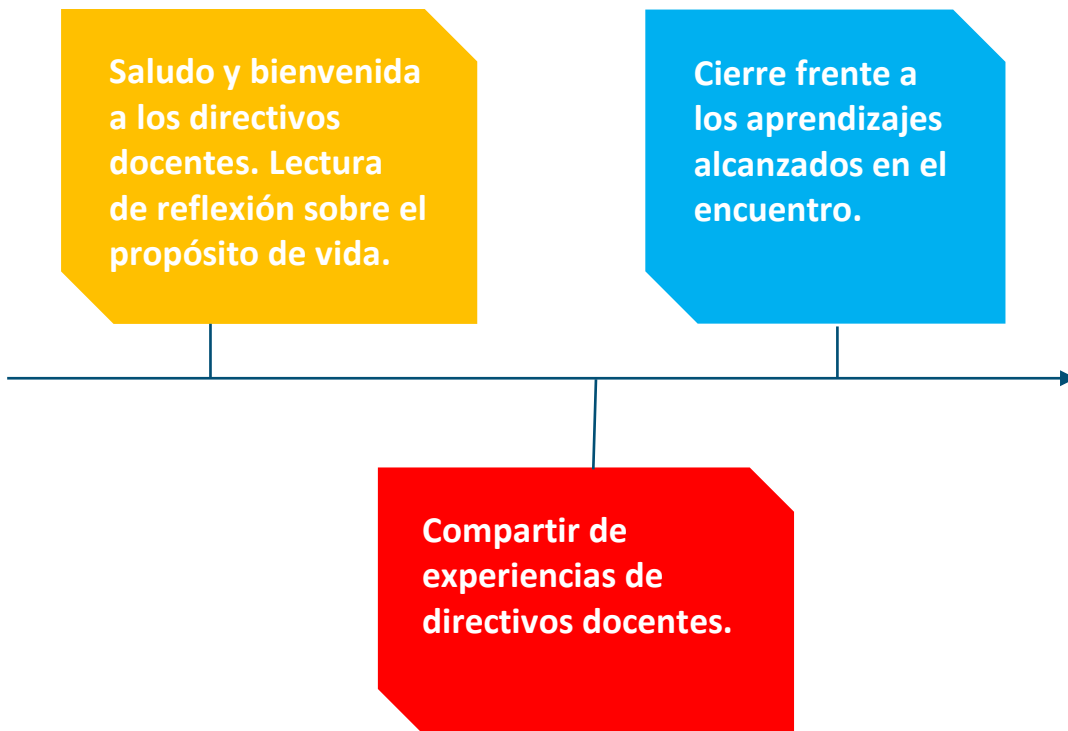 Saludo y bienvenida
a los directivos
docentes. Lectura
de reflexión sobre el
propósito de vida.
Compartir de
experiencias de
directivos docentes.
Cierre frente a
los aprendizajes
alcanzados en el
encuentro.